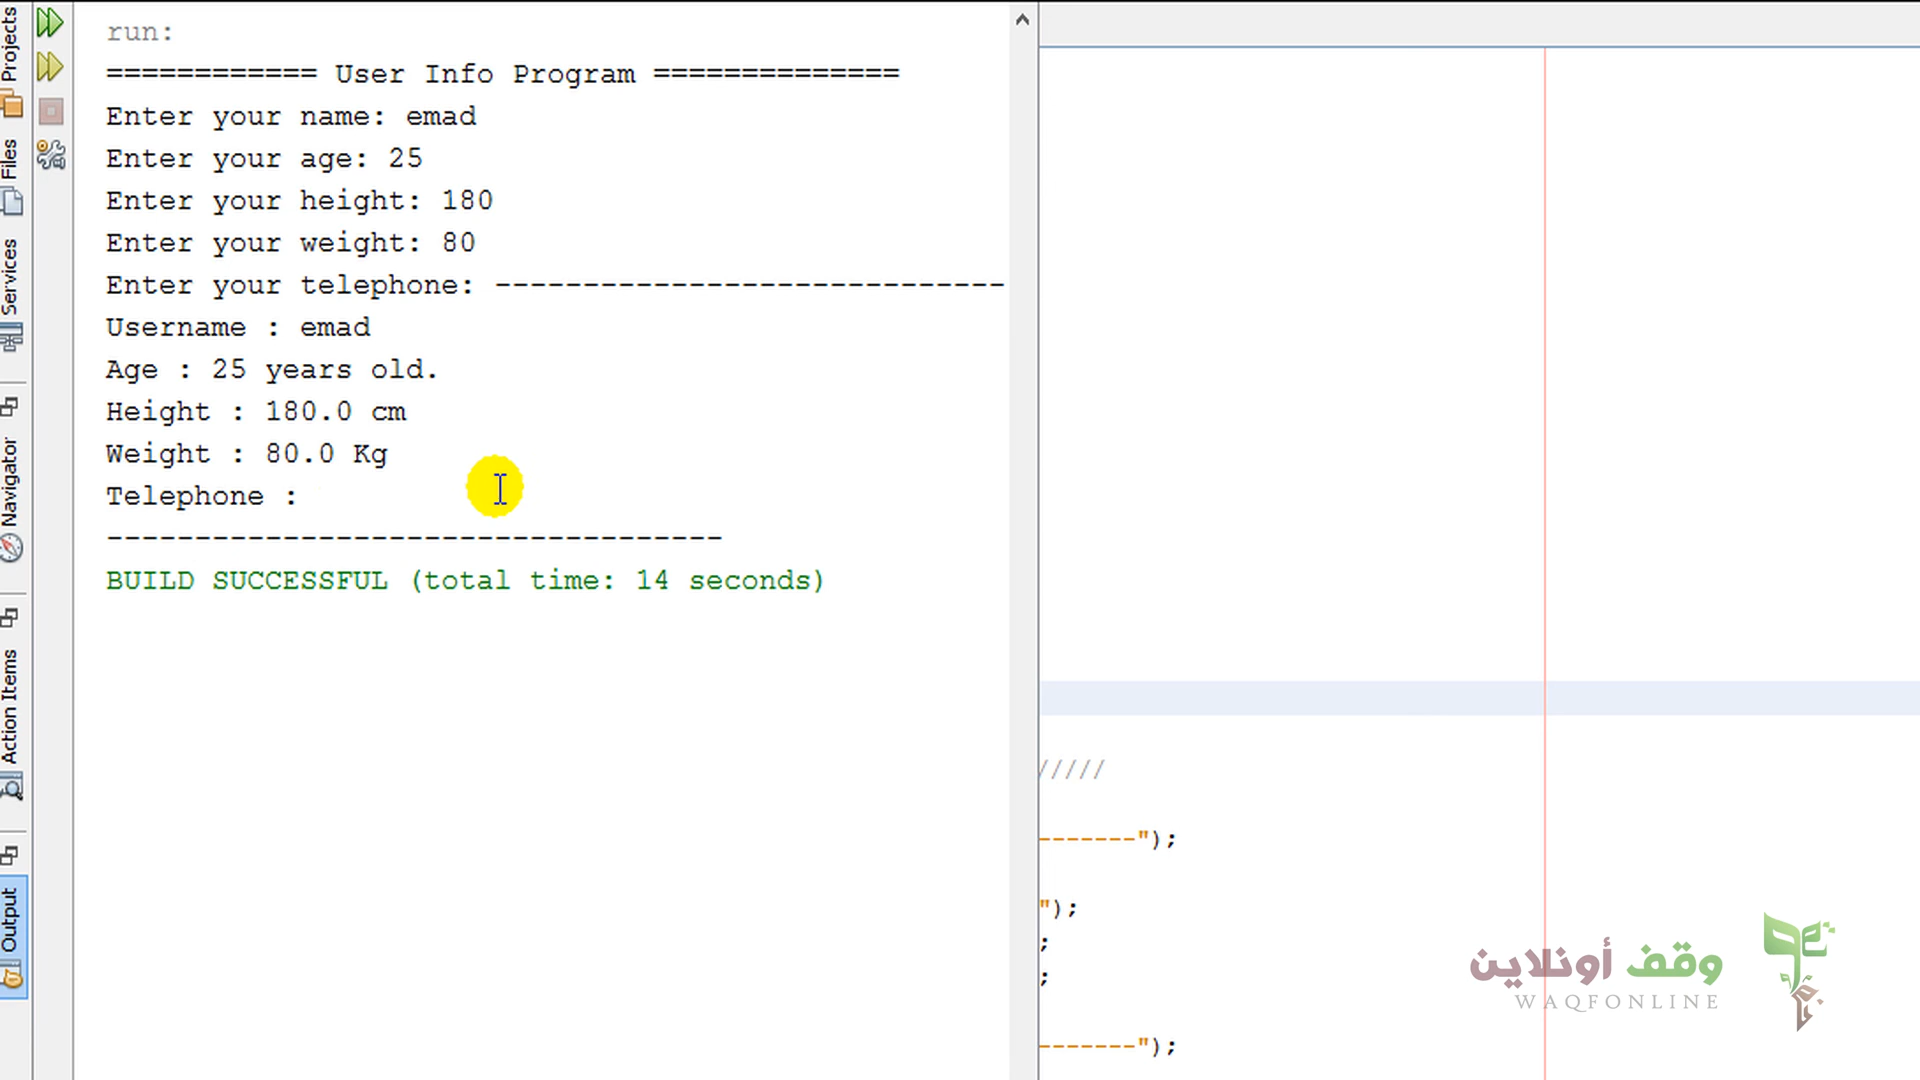 Projects
Files
Services
Navigator
Action Items
Output
run:
============ User Info Program ==============
Enter your name: emad
Enter your age: 25
Enter your height: 180
Enter your weight: 80
Enter your telephone: -----------------------------
Username : emad
Age : 25 years old.
Height : 180.0 cm
Weight : 80.0 Kg
Telephone :
-----------------------------------
BUILD SUCCESSFUL (total time: 14 seconds)
/////
-------");
");
;
;
-------");
وقف أونلاين
WAQFONLINE